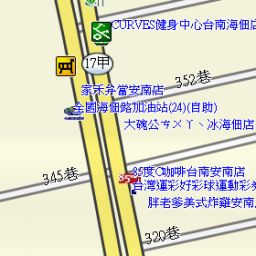 CURVES健身中心台南海佃店
17甲
352巷
家禾弁當安南店
全國海佃路加油站(24)(自助)
大碗公ㄘㄨㄚˋ冰海佃店
345巷
85度C咖啡台南安南店
台灣運彩好彩球運動彩券
胖老爹美式炸雞安南
320巷